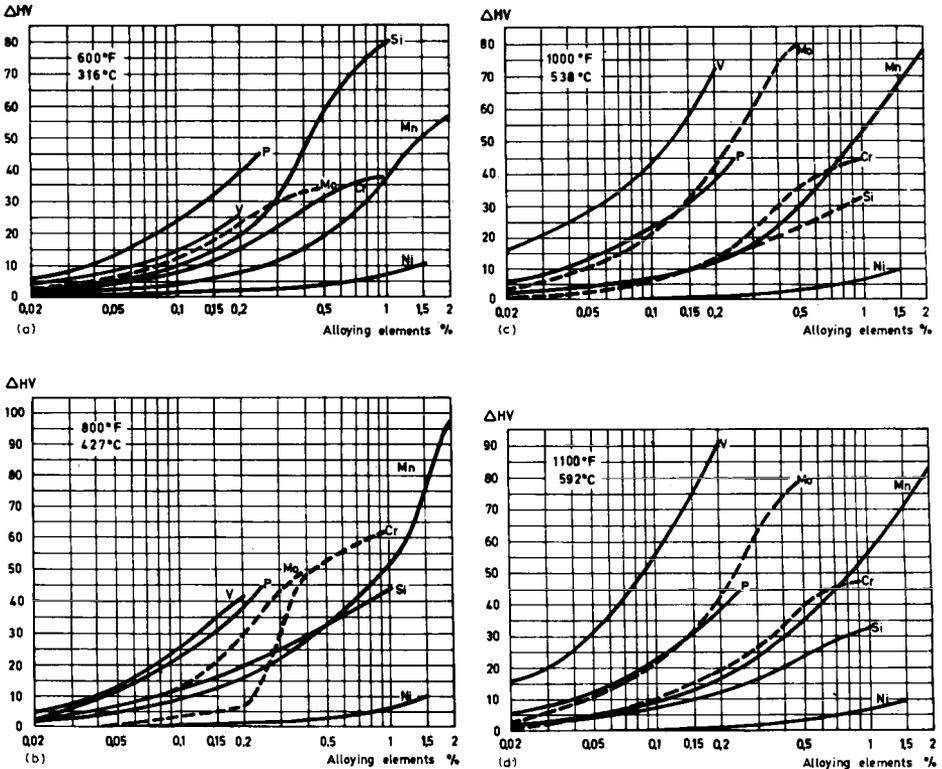 ΔHV
80
70
60
50
40
30
20
10
0
600°F
316°C
Si
Mn
P
V
Mo
Cr
Ni
0,02 0,05 0,1 0,15 0,2 0,5 1 1,5 2
(a) Alloying elements %
ΔHV
80
70
60
50
40
30
20
10
0
1000°F
538°C
V
Mo
Mn
P
Cr
Si
Ni
0,02 0,05 0,1 0,15 0,2 0,5 1 1,5 2
(c) Alloying elements %
ΔHV
100
90
80
70
60
50
40
30
20
10
0
800°F
427°C
Mn
Cr
Mo
V
P
Si
Ni
0,02 0,05 0,1 0,15 0,2 0,5 1 1,5 2
(b) Alloying elements %
ΔHV
90
80
70
60
50
40
30
20
10
0
1100°F
592°C
V
Mo
Mn
P
Cr
Si
Ni
0,02 0,05 0,1 0,15 0,2 0,5 1 1,5 2
(d) Alloying elements %